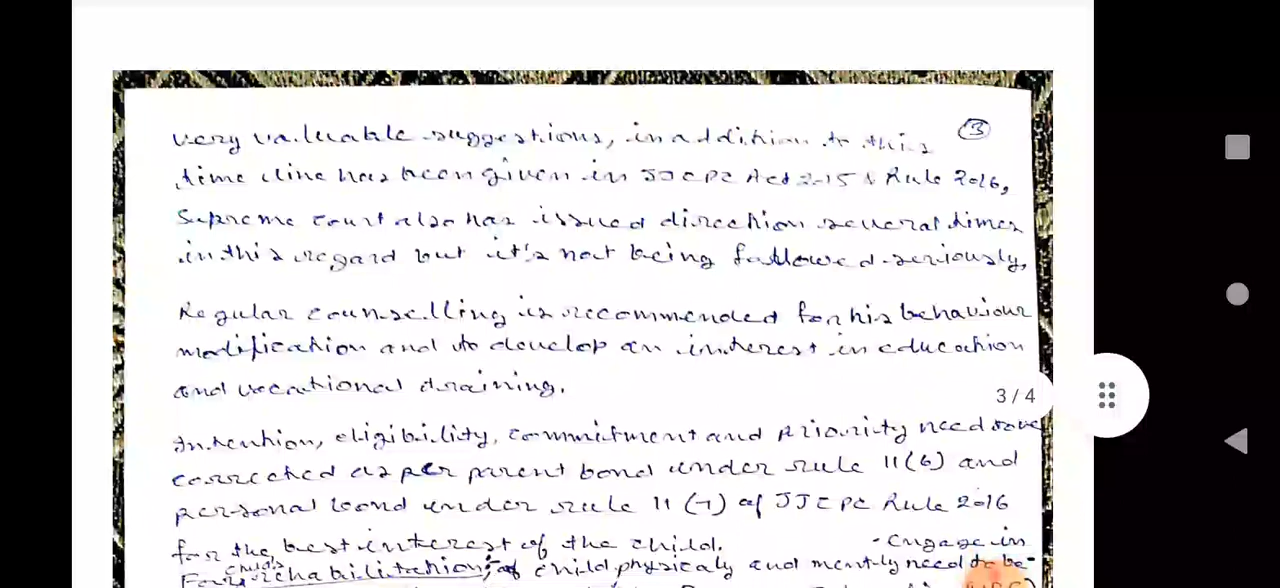 3
very valuable suggestions, in addition to this
time line has been given in JJCPC Act 2015 & Rule 2016,
Supreme court also has issued direction several times
in this regard but it's not being followed seriously,
Regular counselling is recommended for his behaviour
modification and to develop an interest in education
and vocational training.
3 / 4
Intention, eligibility, commitment and priority need to be
corrected as per parent bond under rule 11(6) and
personal bond under rule 11 (7) of JJCPC Rule 2016
for the best interest of the child.
- engage in
child's
rehabilitation; of child physicaly and mently need to be